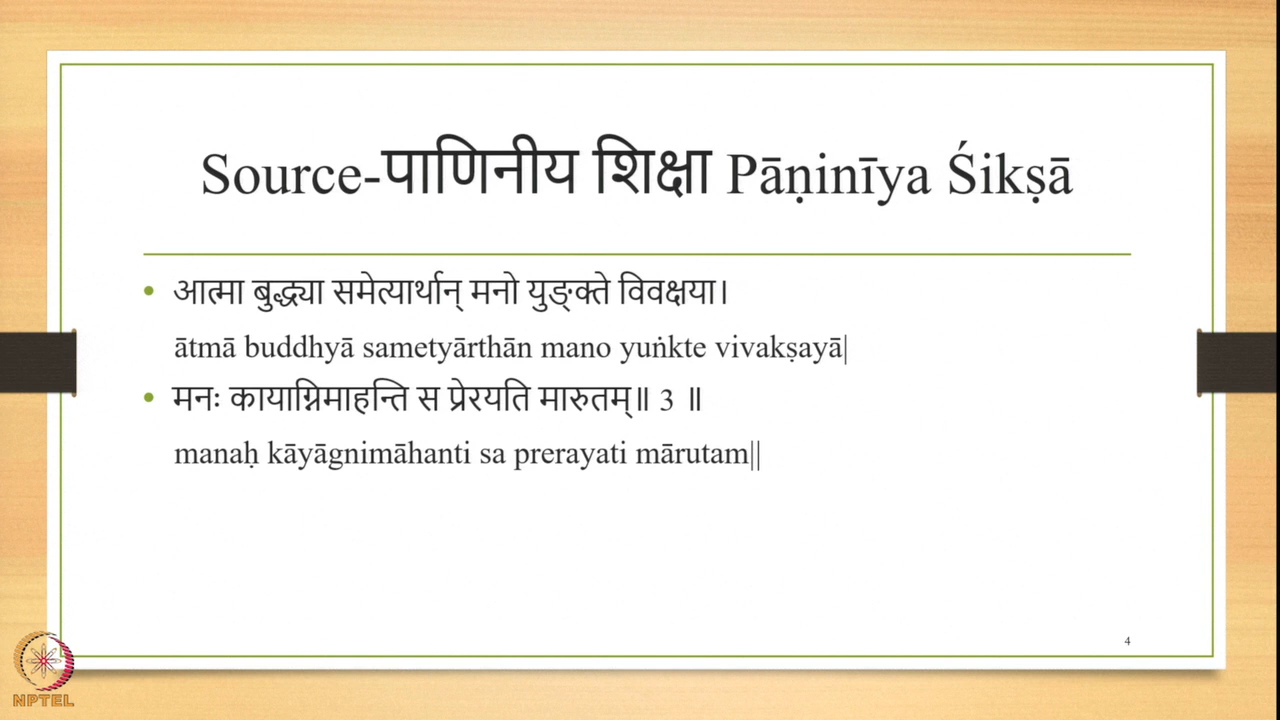 Source-पाणिनीय शिक्षा Pāṇinīya Śikṣā
• आत्मा बुद्ध्या समेत्यार्थान् मनो युङ्क्ते विवक्षया।
ātmā buddhyā sametyārthān mano yuṅkte vivakṣayā|
• मनः कायाग्निमाहन्ति स प्रेरयति मारुतम्॥ 3 ॥
manaḥ kāyāgnimāhanti sa prerayati mārutam||
4
NPTEL